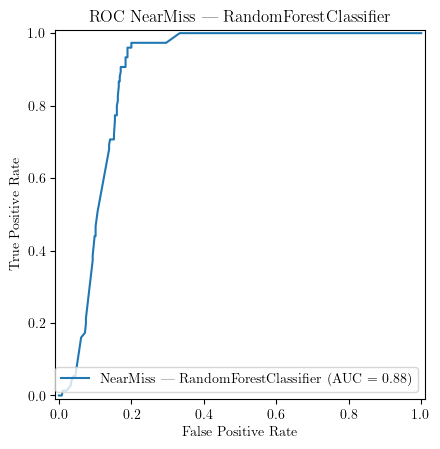 ROC NearMiss — RandomForestClassifier
1.0
0.8
0.6
0.4
0.2
0.0
True Positive Rate
NearMiss — RandomForestClassifier (AUC = 0.88)
0.0 0.2 0.4 0.6 0.8 1.0
False Positive Rate